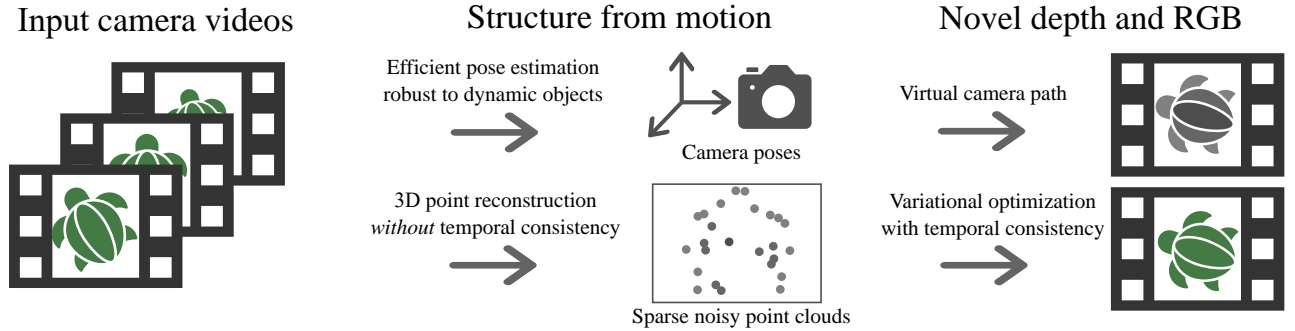 Input camera videos
Structure from motion
Novel depth and RGB
Efficient pose estimation
robust to dynamic objects
Camera poses
Virtual camera path
3D point reconstruction
without temporal consistency
Sparse noisy point clouds
Variational optimization
with temporal consistency